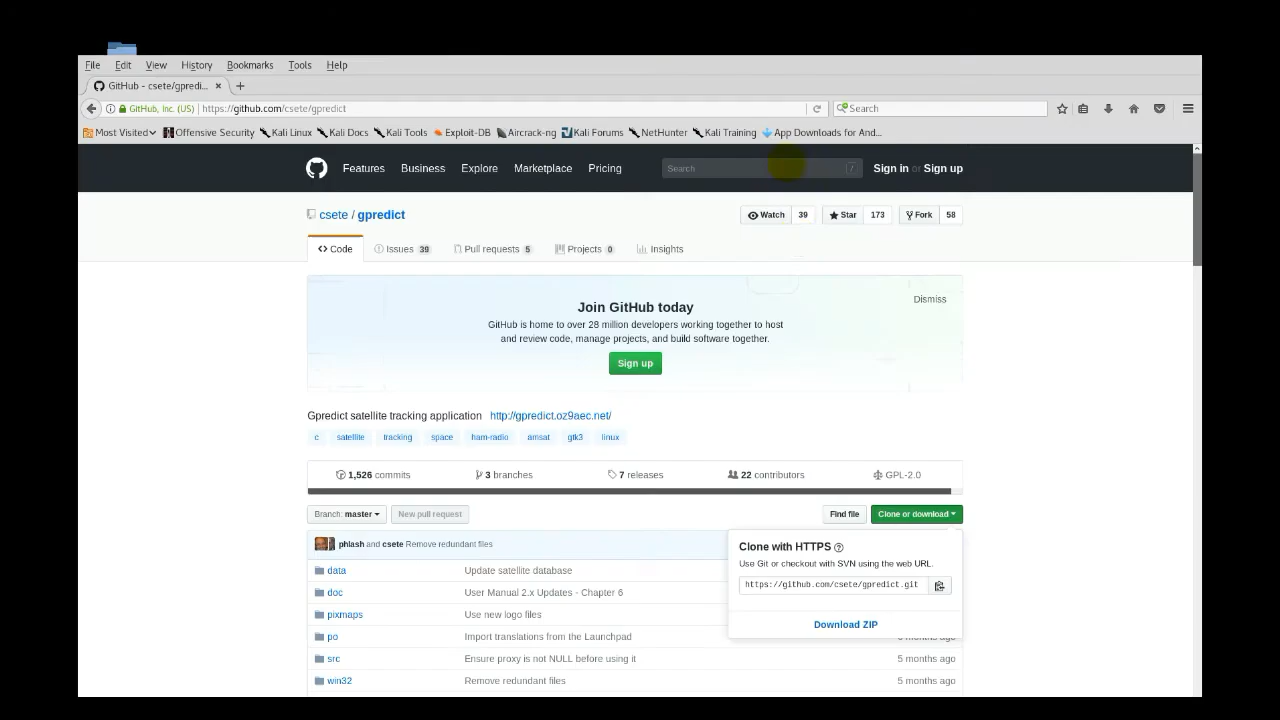 File Edit View History Bookmarks Tools Help
GitHub - csete/gpredi... × +
GitHub, Inc. (US) https://github.com/csete/gpredict Search
Most Visited Offensive Security Kali Linux Kali Docs Kali Tools Exploit-DB Aircrack-ng Kali Forums NetHunter Kali Training App Downloads for And...
Features Business Explore Marketplace Pricing Search / Sign in or Sign up
csete / gpredict Watch 39 Star 173 Fork 58
Code Issues 39 Pull requests 5 Projects 0 Insights
Join GitHub today
Dismiss
GitHub is home to over 28 million developers working together to host
and review code, manage projects, and build software together.
Sign up
Gpredict satellite tracking application http://gpredict.oz9aec.net/
c satellite tracking space ham-radio amsat gtk3 linux
1,526 commits 3 branches 7 releases 22 contributors GPL-2.0
Branch: master New pull request Find file Clone or download
phlash and csete Remove redundant files
Clone with HTTPS ?
Use Git or checkout with SVN using the web URL.
https://github.com/csete/gpredict.git
Download ZIP
data Update satellite database
doc User Manual 2.x Updates - Chapter 6
pixmaps Use new logo files
po Import translations from the Launchpad 6 months ago
src Ensure proxy is not NULL before using it 5 months ago
win32 Remove redundant files 5 months ago